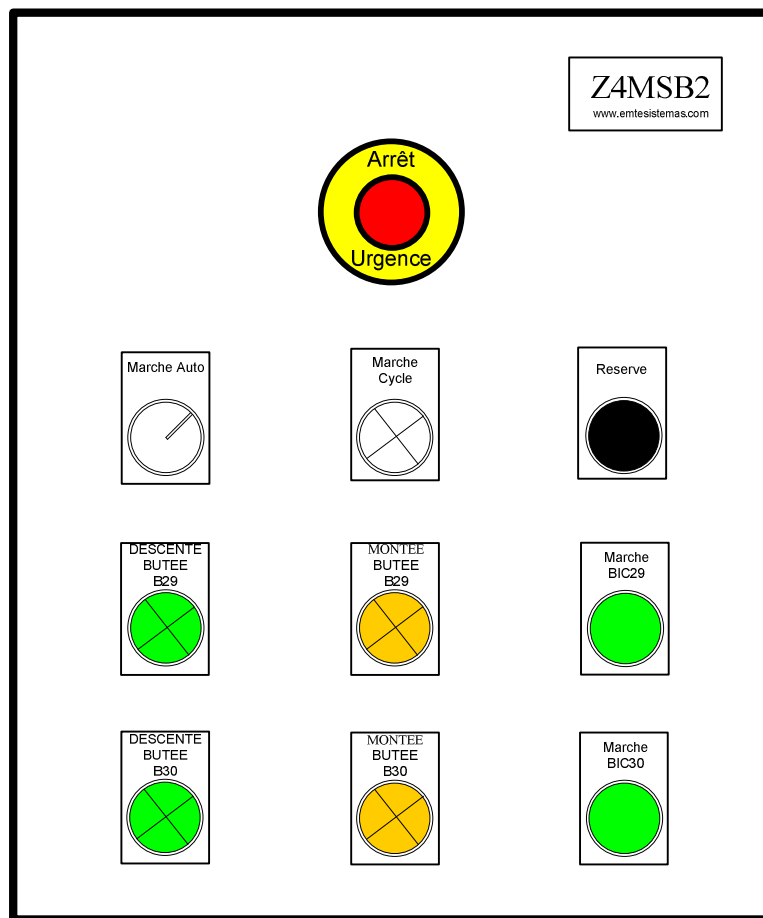 Z4MSB2
www.emtesistemas.com
Arrêt
Urgence
Marche Auto
Marche
Cycle
Reserve
DESCENTE
BUTEE
B29
MONTEE
BUTEE
B29
Marche
BIC29
DESCENTE
BUTEE
B30
MONTEE
BUTEE
B30
Marche
BIC30